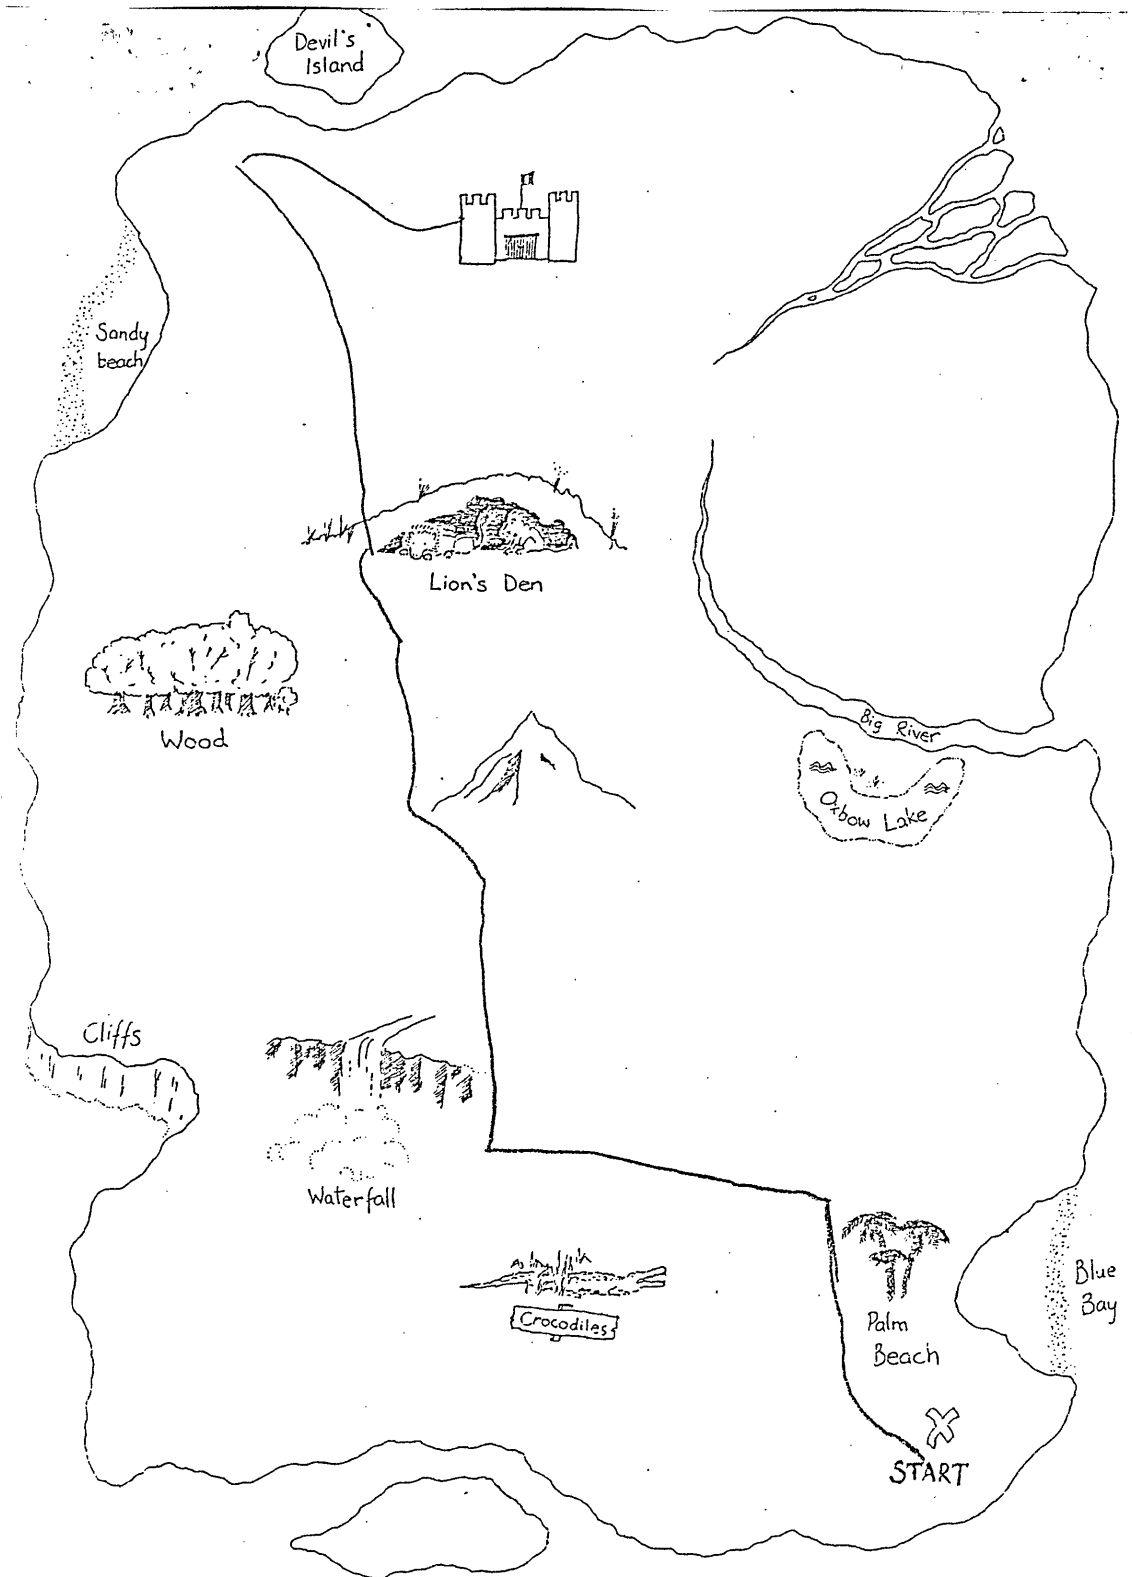 Devil's
Island
Sandy
beach
Lion's Den
Wood
Big River
Oxbow Lake
Cliffs
Waterfall
Crocodiles
Palm
Beach
Blue
Bay
START